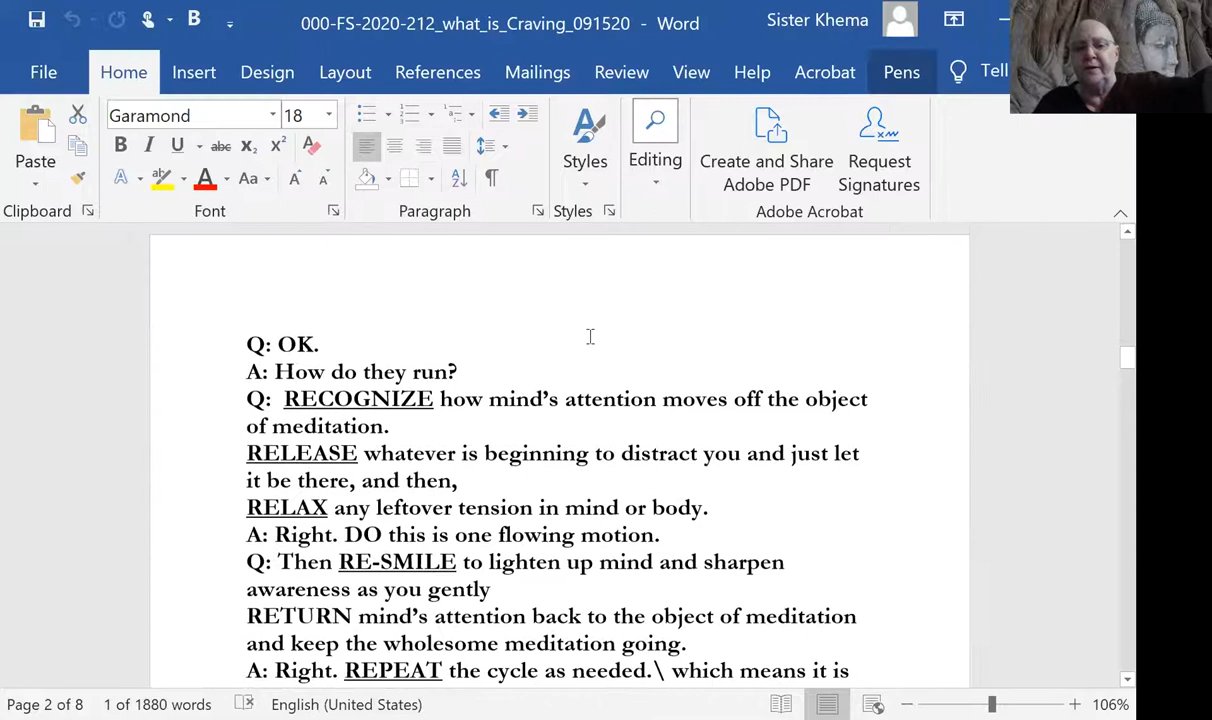 000-FS-2020-212_what_is_Craving_091520 - Word
Sister Khema
File Home Insert Design Layout References Mailings Review View Help Acrobat Pens Tell
Garamond 18
Paste
Styles
Editing
Create and Share Adobe PDF
Request Signatures
Clipboard Font Paragraph Styles Adobe Acrobat
Q: OK.
A: How do they run?
Q: RECOGNIZE how mind's attention moves off the object
of meditation.
RELEASE whatever is beginning to distract you and just let
it be there, and then,
RELAX any leftover tension in mind or body.
A: Right. DO this is one flowing motion.
Q: Then RE-SMILE to lighten up mind and sharpen
awareness as you gently
RETURN mind's attention back to the object of meditation
and keep the wholesome meditation going.
A: Right. REPEAT the cycle as needed.\ which means it is
Page 2 of 8 1 of 1880 words English (United States) 106%